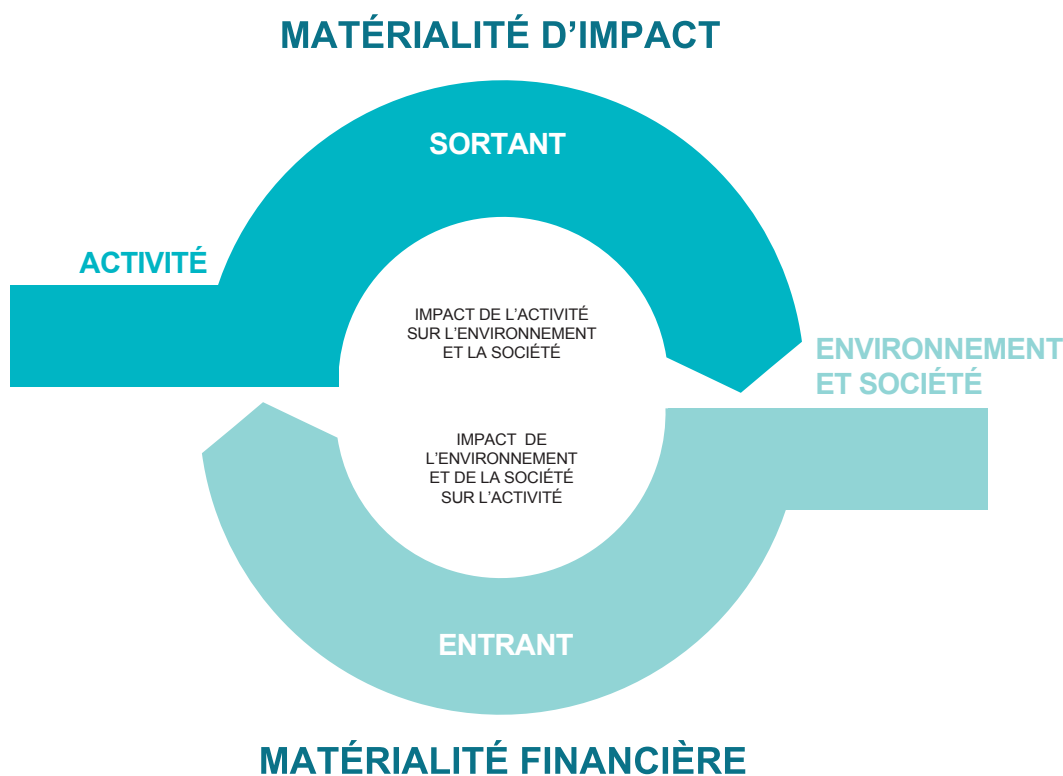 MATÉRIALITÉ D’IMPACT
SORTANT
ACTIVITÉ
IMPACT DE L’ACTIVITÉ
SUR L’ENVIRONNEMENT
ET LA SOCIÉTÉ
ENVIRONNEMENT
ET SOCIÉTÉ
IMPACT DE
L’ENVIRONNEMENT
ET DE LA SOCIÉTÉ
SUR L’ACTIVITÉ
ENTRANT
MATÉRIALITÉ FINANCIÈRE